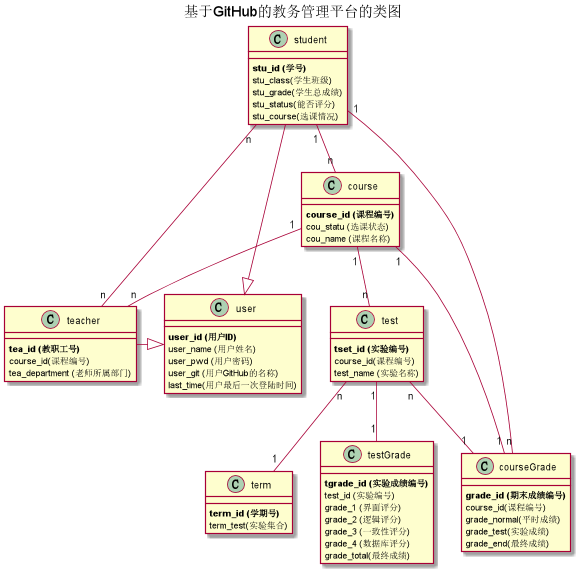 基于GitHub的教务管理平台的类图
C student
stu_id (学号)
stu_class(学生班级)
stu_grade(学生总成绩)
stu_status(能否评分)
stu_course(选课情况)
n
1
1
n
C course
course_id (课程编号)
cou_statu (选课状态)
cou_name (课程名称)
1
1
1
n
n
n
C teacher
tea_id (教职工号)
course_id(课程编号)
tea_department (老师所属部门)
C user
user_id (用户ID)
user_name (用户姓名)
user_pwd (用户密码)
user_git (用户GitHub的名称)
last_time(用户最后一次登陆时间)
C test
tset_id (实验编号)
course_id(课程编号)
test_name (实验名称)
n
1
n
1
1
1
1
n
C term
term_id (学期号)
term_test(实验集合)
C testGrade
tgrade_id (实验成绩编号)
test_id (实验编号)
grade_1 (界面评分)
grade_2 (逻辑评分)
grade_3 (一致性评分)
grade_4 (数据库评分)
grade_total(最终成绩)
C courseGrade
grade_id (期末成绩编号)
course_id(课程编号)
grade_normal(平时成绩)
grade_test(实验成绩)
grade_end(最终成绩)